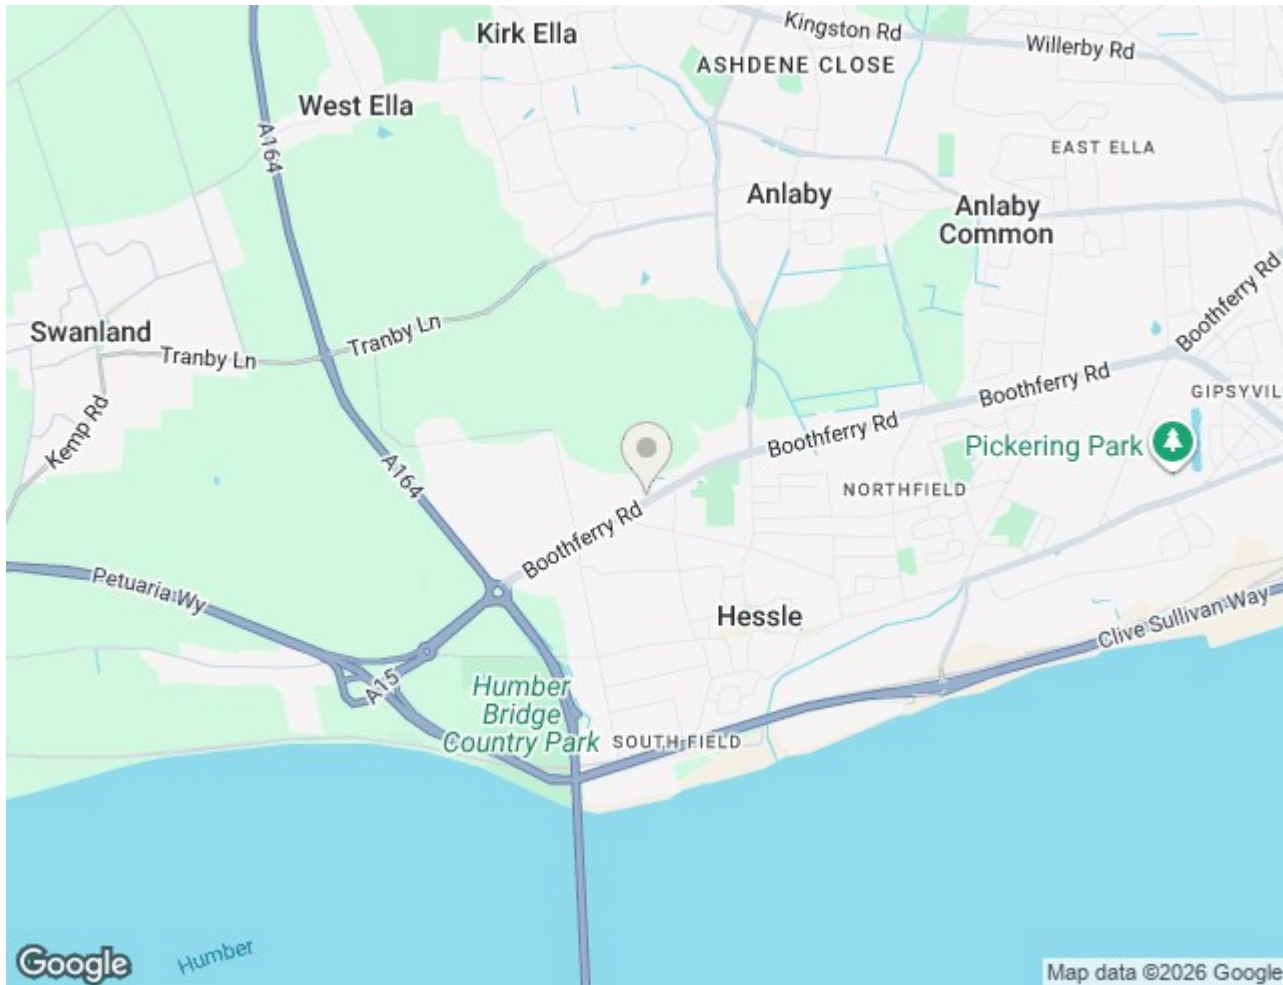 Kirk Ella
Kingston Rd
Willerby Rd
ASHDENE CLOSE
West Ella
A164
EAST ELLA
Anlaby
Anlaby
Common
Boothferry Rd
Swanland
Tranby Ln
Tranby Ln
Kemp Rd
Boothferry Rd
Boothferry Rd
GIPSYVIL
Pickering Park
A164
NORTHFIELD
Boothferry Rd
Petuaria Wy
Hessle
Clive Sullivan Way
A15
Humber
Bridge
Country Park
SOUTH FIELD
Humber
Google
Map data ©2026 Google